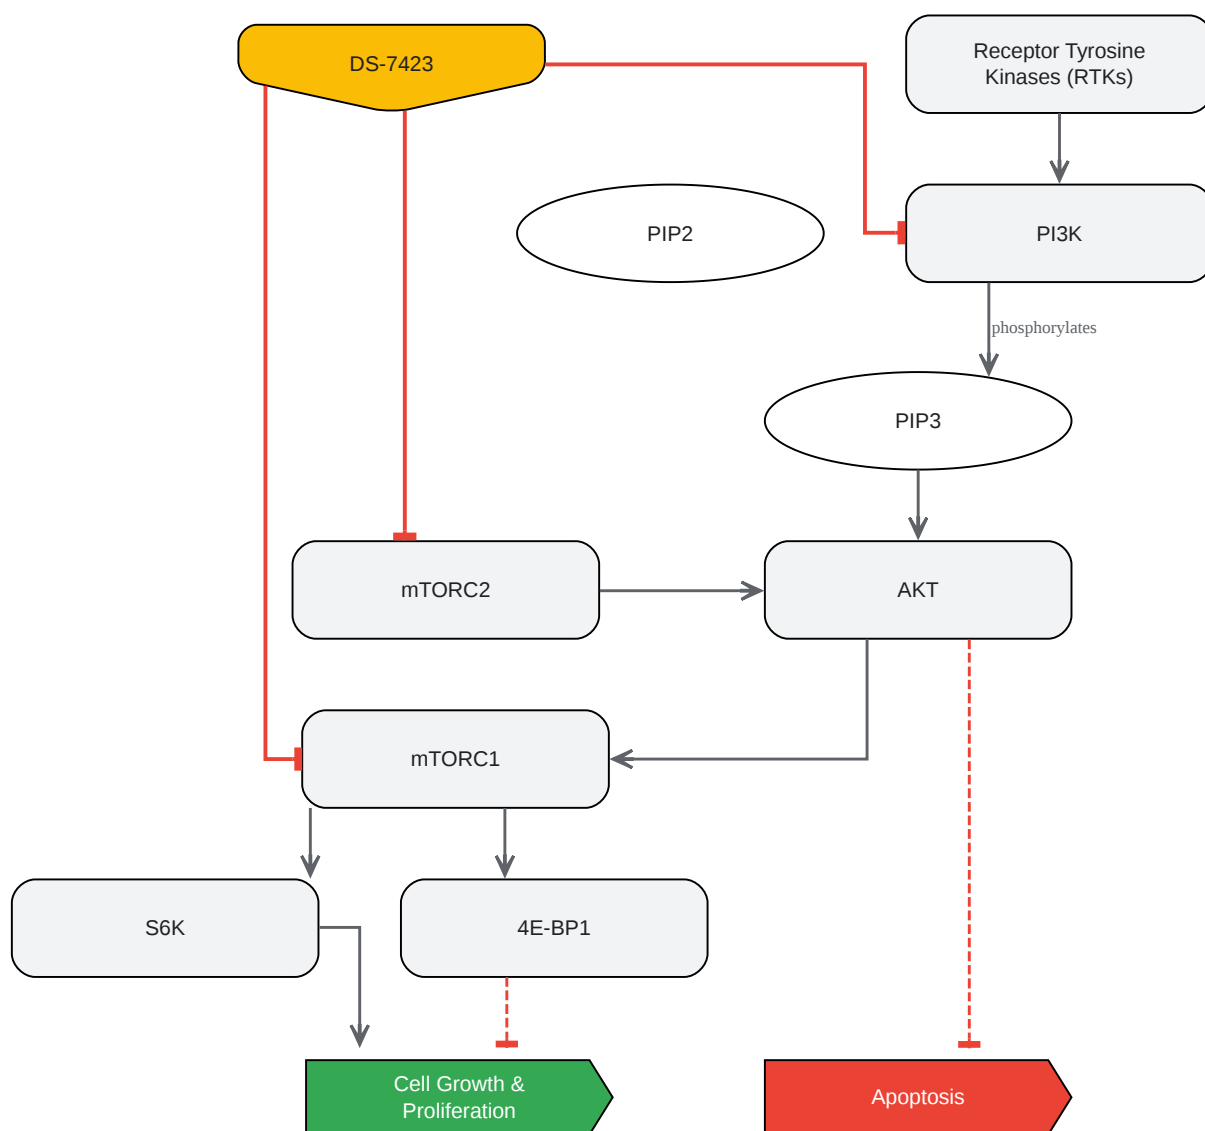 DS-7423
Receptor Tyrosine
Kinases (RTKs)
PIP2
PI3K
phosphorylates
PIP3
mTORC2
AKT
mTORC1
S6K
4E-BP1
Cell Growth &
Proliferation
Apoptosis